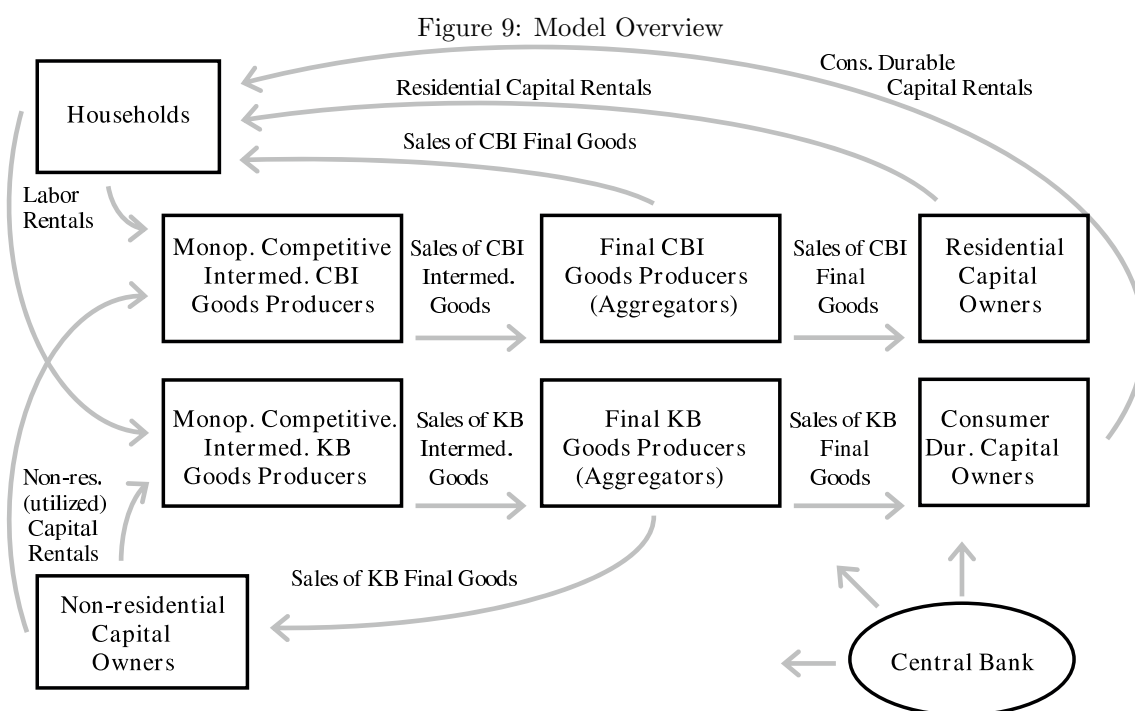 Figure 9: Model Overview
Cons. Durable
Capital Rentals
Residential Capital Rentals
Sales of CBI Final Goods
Households
Labor
Rentals
Monop. Competitive
Intermed. CBI
Goods Producers
Sales of CBI
Intermed.
Goods
Final CBI
Goods Producers
(Aggregators)
Sales of CBI
Final
Goods
Residential
Capital
Owners
Monop. Competitive.
Intermed. KB
Goods Producers
Sales of KB
Intermed.
Goods
Final KB
Goods Producers
(Aggregators)
Sales of KB
Final
Goods
Consumer
Dur. Capital
Owners
Non-res.
(utilized)
Capital
Rentals
Sales of KB Final Goods
Non-residential
Capital
Owners
Central Bank